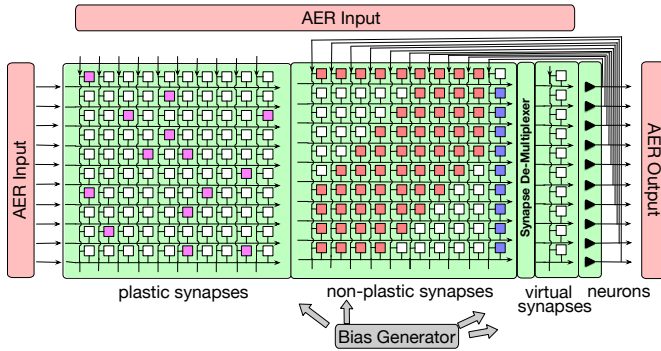 AER Input
AER Input
Synapse De-Multiplexer
AER Output
plastic synapses
non-plastic synapses
virtual
synapses
neurons
Bias Generator